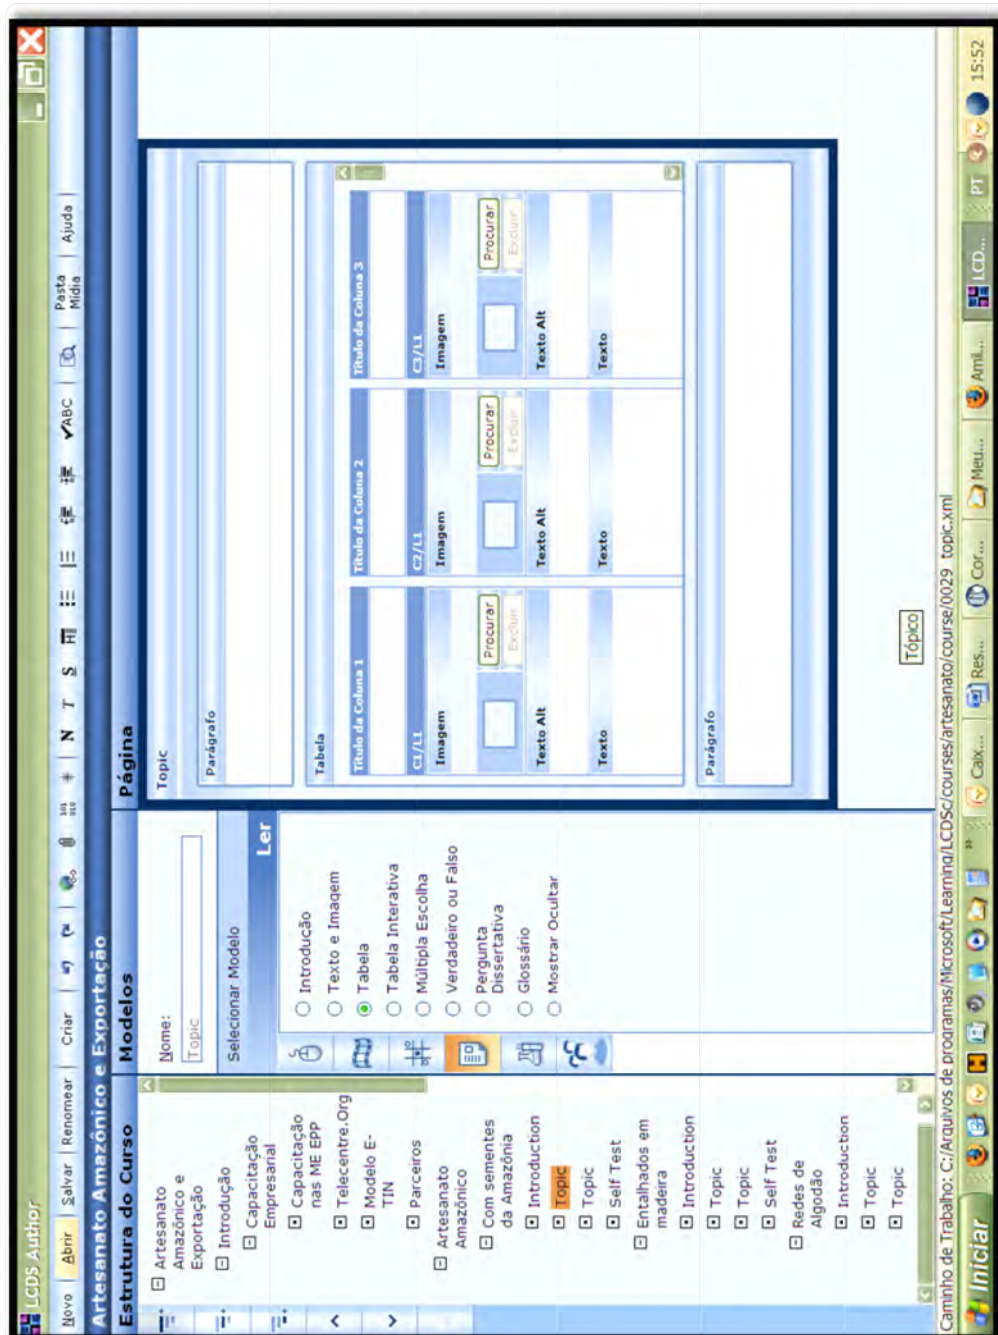 LCDS Author
Novo
Abrir
Salvar
Renomear
Criar
N
T
S
ABC
Pasta
Mídia
Ajuda
Artesanato Amazônico e Exportação
Estrutura do Curso
Artesanato
Amazônico e
Exportação
Introdução
Capacitação
Empresarial
Capacitação
nas ME EPP
Telecentre.Org
Modelo E-
TIN
Parceiros
Artesanato
Amazônico
Com sementes
da Amazônia
Introduction
Topic
Topic
Self Test
Entalhados em
madeira
Introduction
Topic
Topic
Self Test
Redes de
Algodão
Introduction
Topic
Topic
Modelos
Nome:
Topic
Selecionar Modelo
Ler
Introdução
Texto e Imagem
Tabela
Tabela Interativa
Múltipla Escolha
Verdadeiro ou Falso
Pergunta
Dissertativa
Glossário
Mostrar Ocultar
Página
Topic
Parágrafo
Tabela
Título da Coluna 1
Título da Coluna 2
Título da Coluna 3
C1/L1
C2/L1
C3/L1
Imagem
Imagem
Imagem
Procurar
Procurar
Procurar
Excluir
Excluir
Excluir
Texto Alt
Texto Alt
Texto Alt
Texto
Texto
Texto
Parágrafo
Tópico
Caminho de Trabalho: C:/Arquivos de programas/Microsoft/Learning/LCDSc/courses/artesanato/course/0029_topic.xml
Iniciar
Caix...
Res...
Cor...
Meu...
Amil...
LCD...
PT
15:52